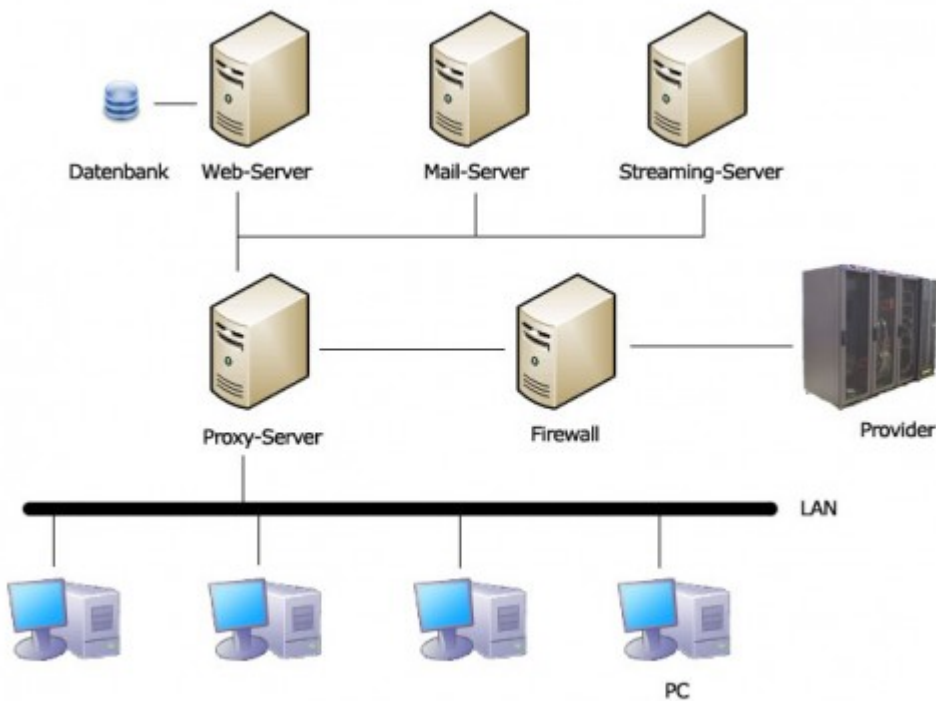 Datenbank
Web-Server
Mail-Server
Streaming-Server
Proxy-Server
Firewall
Provider
LAN
PC